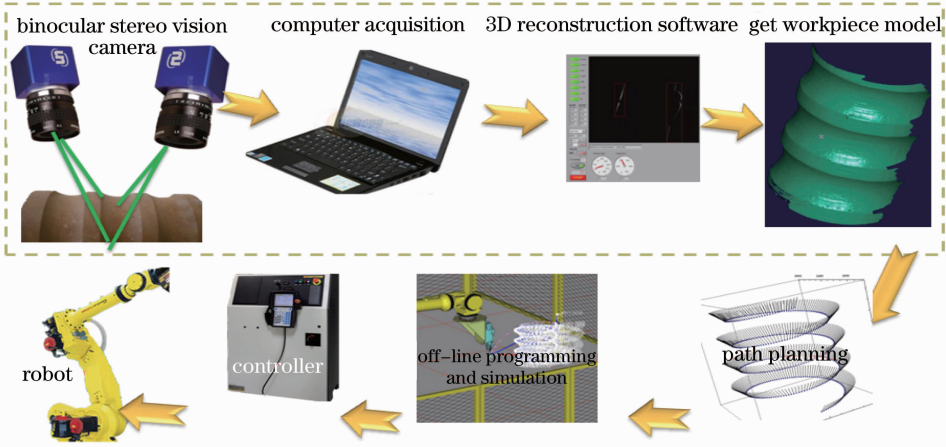 binocular stereo vision
camera
computer acquisition
3D reconstruction software
get workpiece model
path planning
off-line programming
and simulation
controller
robot